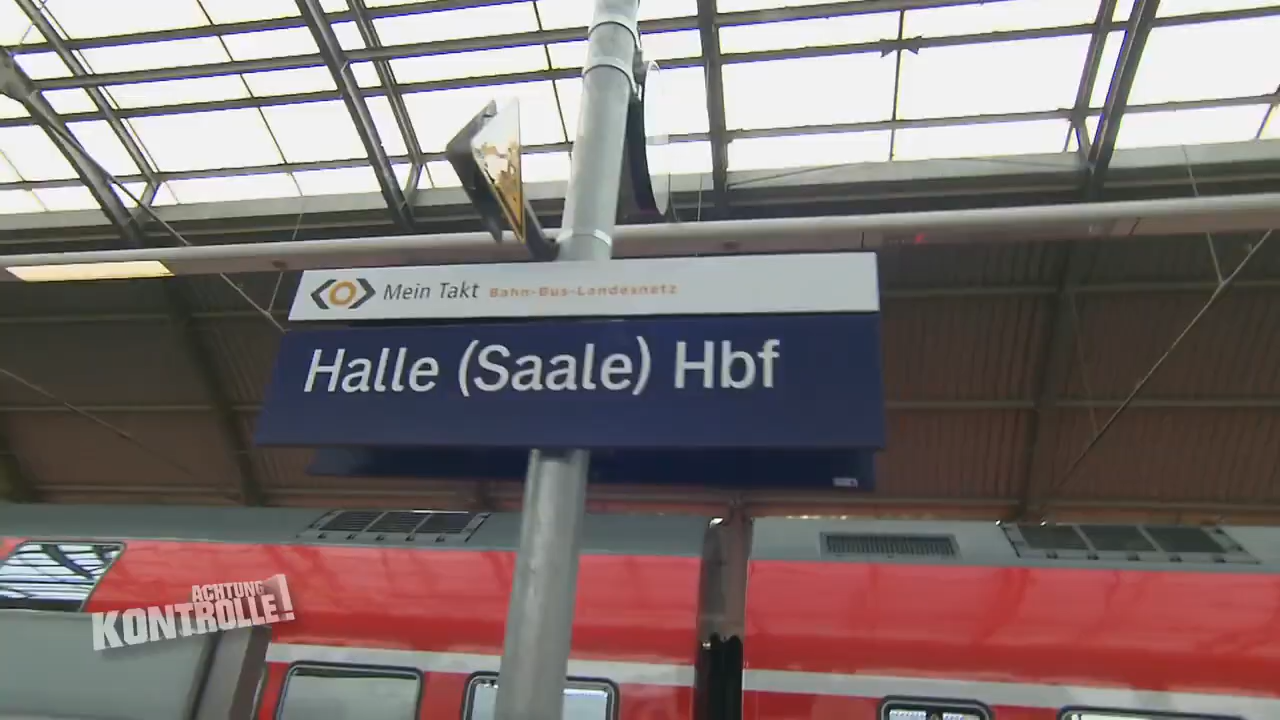 Mein Takt Bahn-Bus-Landesnetz
Halle (Saale) Hbf
ACHTUNG
KONTROLLE!